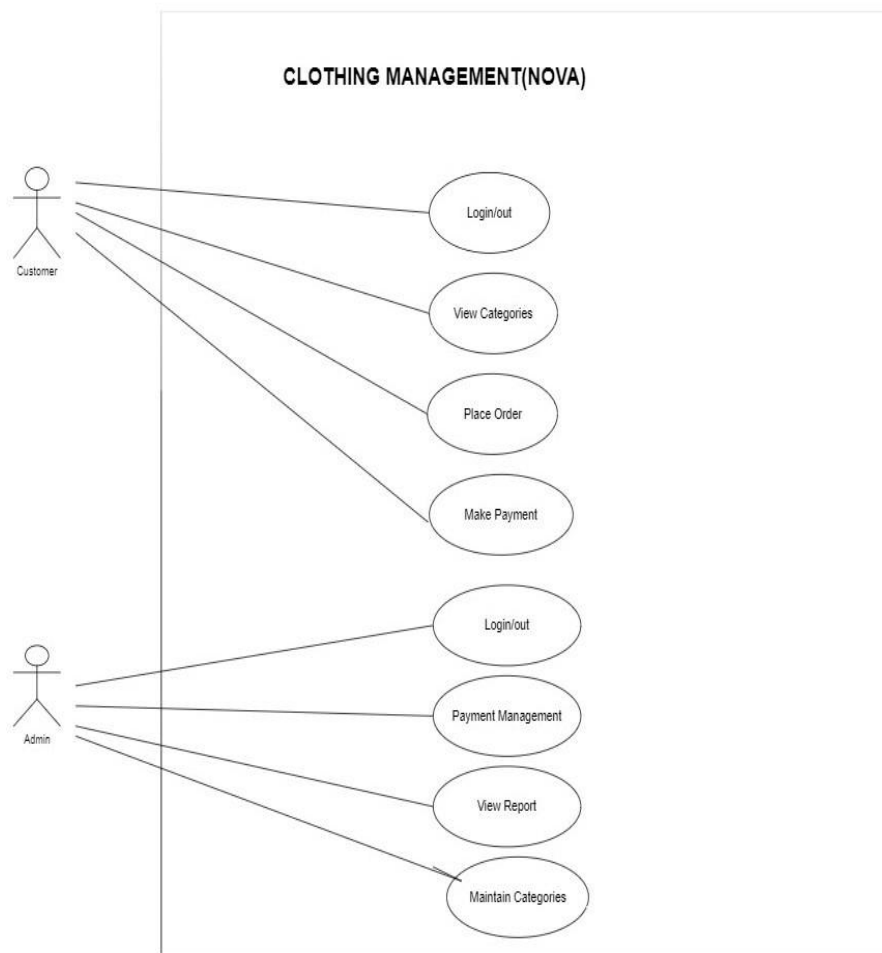 CLOTHING MANAGEMENT(NOVA)
Login/out
Customer
View Categories
Place Order
Make Payment
Login/out
Payment Management
Admin
View Report
Maintain Categories